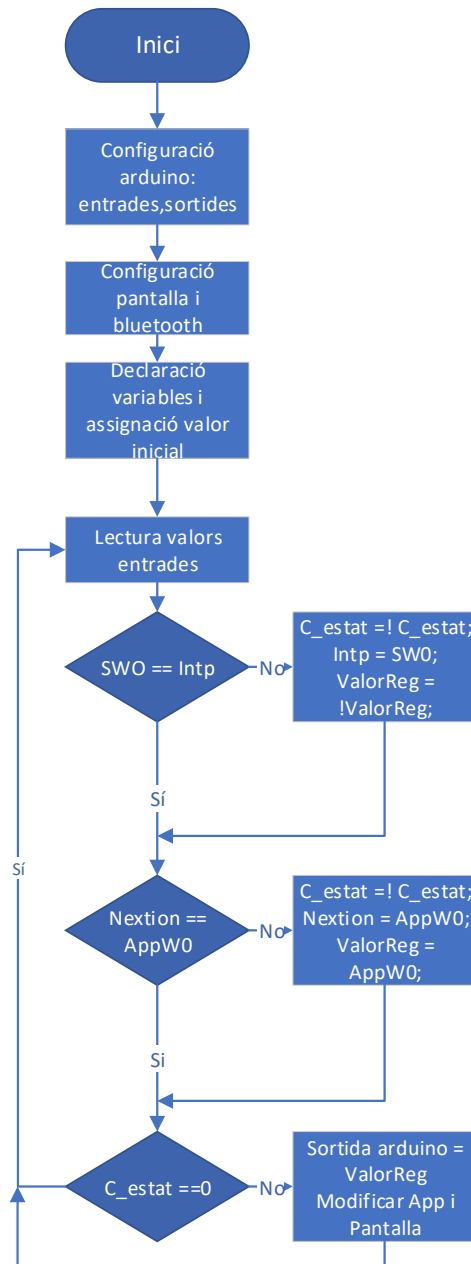 Inici
Configuració
arduino:
entrades,sortides
Configuració
pantalla i
bluetooth
Declaració
variables i
assignació valor
inicial
Lectura valors
entrades
SWO == Intp
No
C_estat =! C_estat;
Intp = SW0;
ValorReg =
!ValorReg;
Sí
Sí
Nextion ==
AppW0
No
C_estat =! C_estat;
Nextion = AppW0;
ValorReg =
AppW0;
Si
C_estat ==0
No
Sortida arduino =
ValorReg
Modificar App i
Pantalla